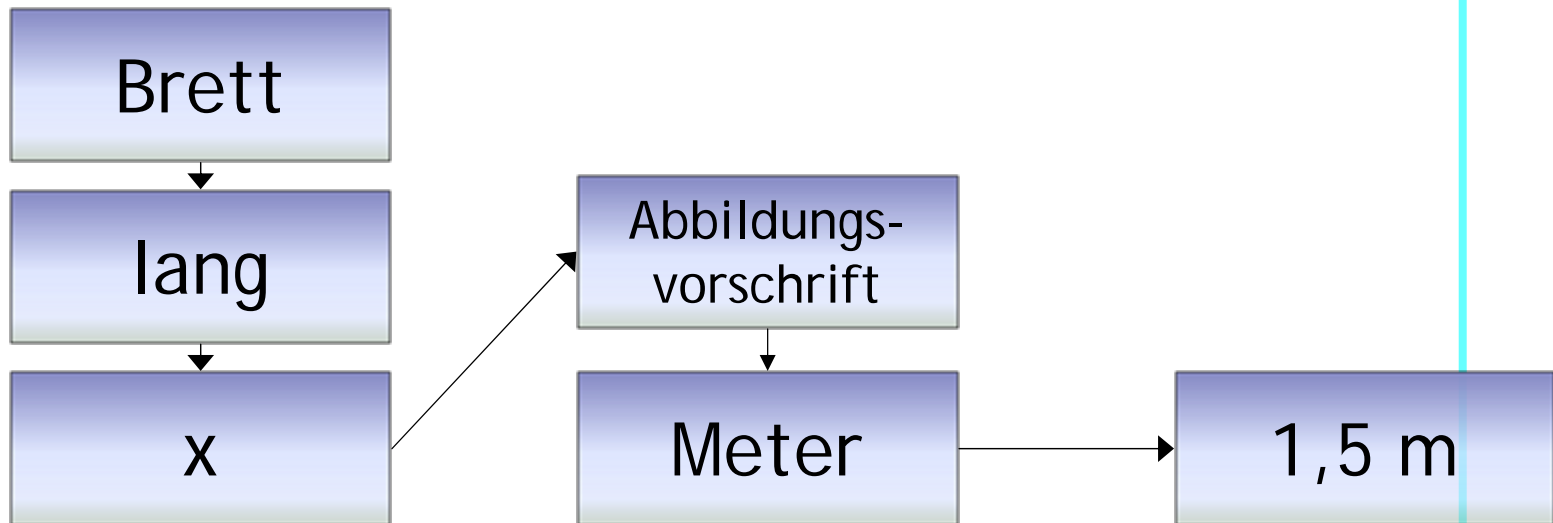 Brett
lang
x
Abbildungs-
vorschrift
Meter
1,5 m